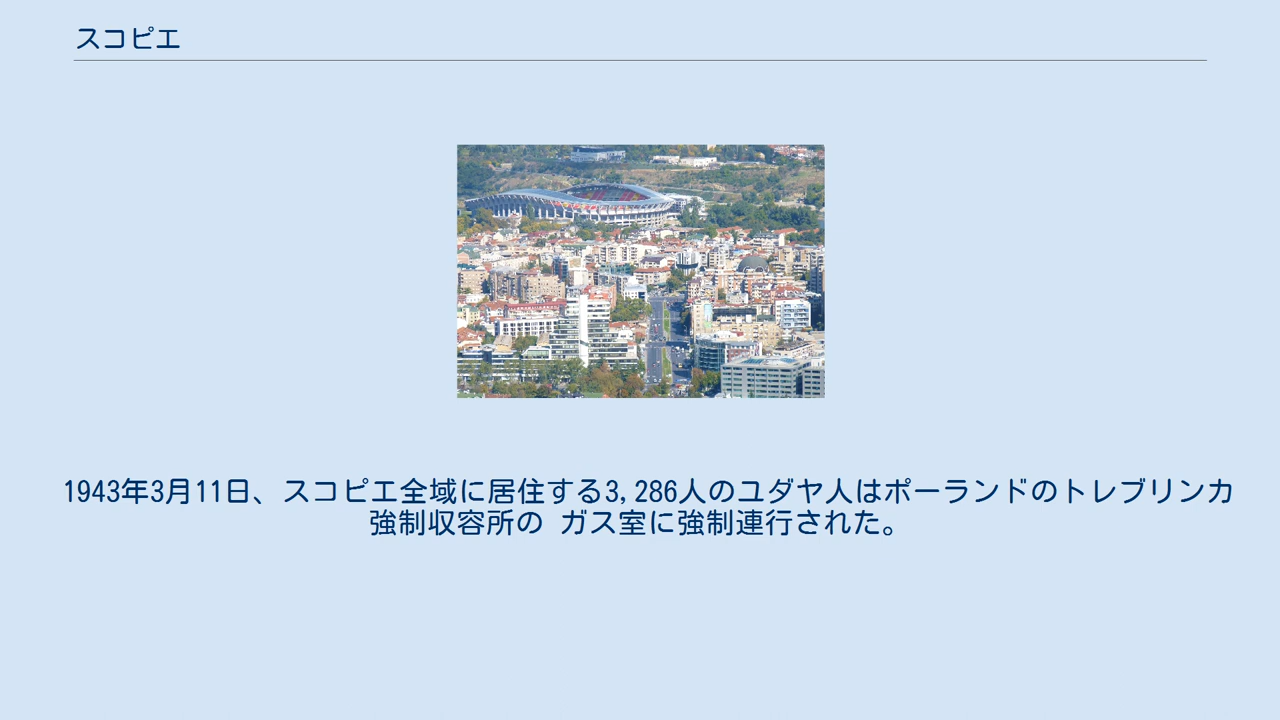 スコピエ
1943年3月11日、スコピエ全域に居住する3,286人のユダヤ人はポーランドのトレブリンカ
強制収容所の ガス室に強制連行された。